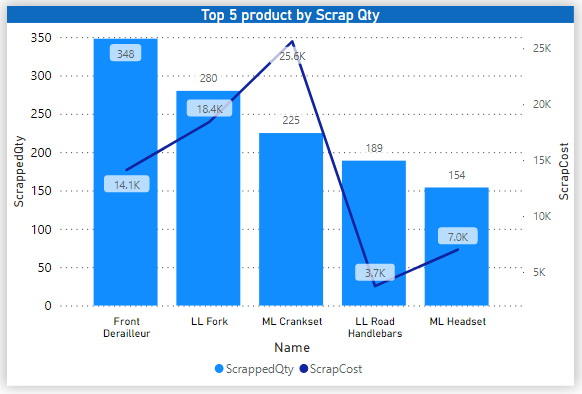 Top 5 product by Scrap Qty
350
300
250
200
150
100
50
0
ScrappedQty
25K
20K
15K
10K
5K
ScrapCost
348
280
225
189
154
14.1K
18.4K
25.6K
3.7K
7.0K
Front
Derailleur
LL Fork
ML Crankset
LL Road
Handlebars
ML Headset
Name
ScrappedQty
ScrapCost